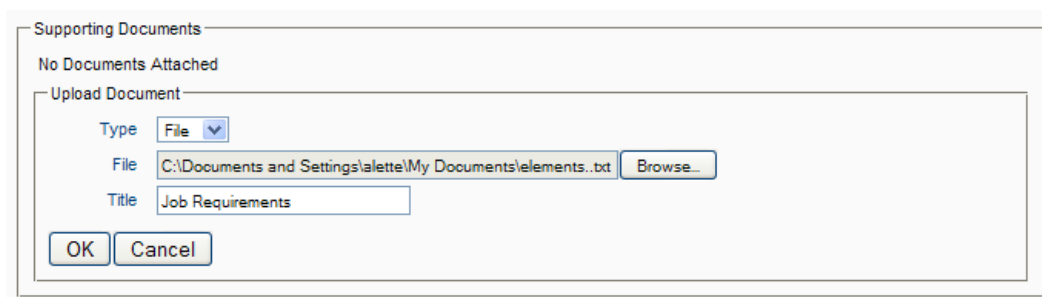 Supporting Documents
No Documents Attached
Upload Document
Type File
File C:\Documents and Settings\alette\My Documents\elements..txt Browse...
Title Job Requirements
OK Cancel